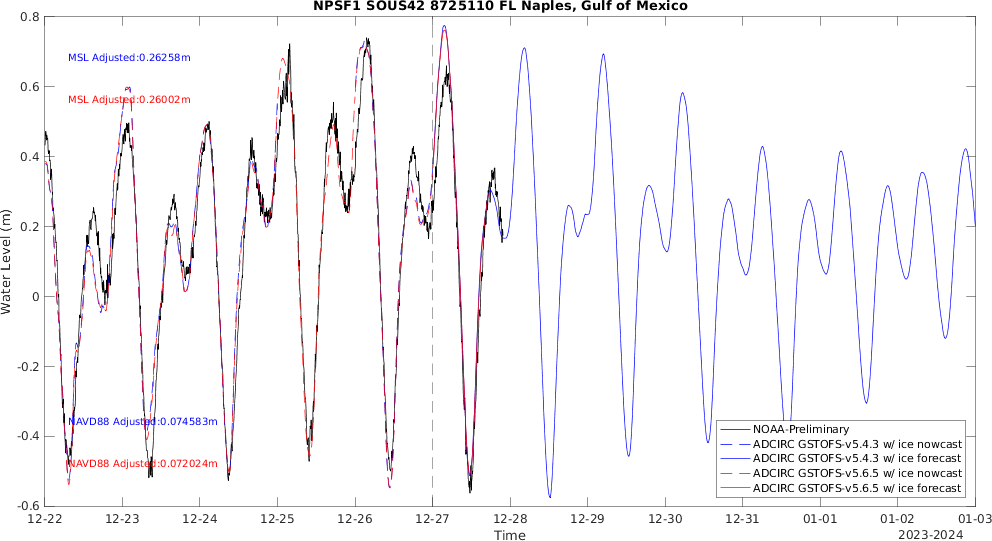 NPSF1 SOUS42 8725110 FL Naples, Gulf of Mexico
0.8
0.6
0.4
0.2
0
-0.2
-0.4
-0.6
Water Level (m)
MSL Adjusted:0.26258m
MSL Adjusted:0.26002m
NAVD88 Adjusted:0.074583m
NAVD88 Adjusted:0.072024m
NOAA-Preliminary
ADCIRC GSTOFS-v5.4.3 w/ ice nowcast
ADCIRC GSTOFS-v5.4.3 w/ ice forecast
ADCIRC GSTOFS-v5.6.5 w/ ice nowcast
ADCIRC GSTOFS-v5.6.5 w/ ice forecast
12-22 12-23 12-24 12-25 12-26 12-27 12-28 12-29 12-30 12-31 01-01 01-02 01-03
Time
2023-2024